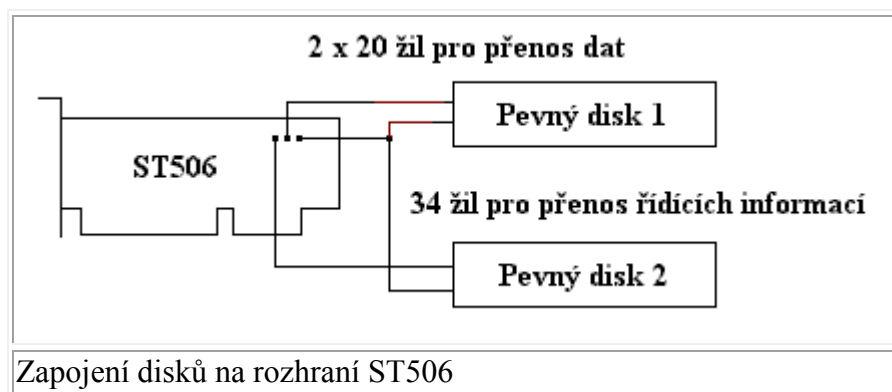 2 x 20 žil pro přenos dat
Pevný disk 1
ST506
34 žil pro přenos řídících informací
Pevný disk 2
Zapojení disků na rozhraní ST506